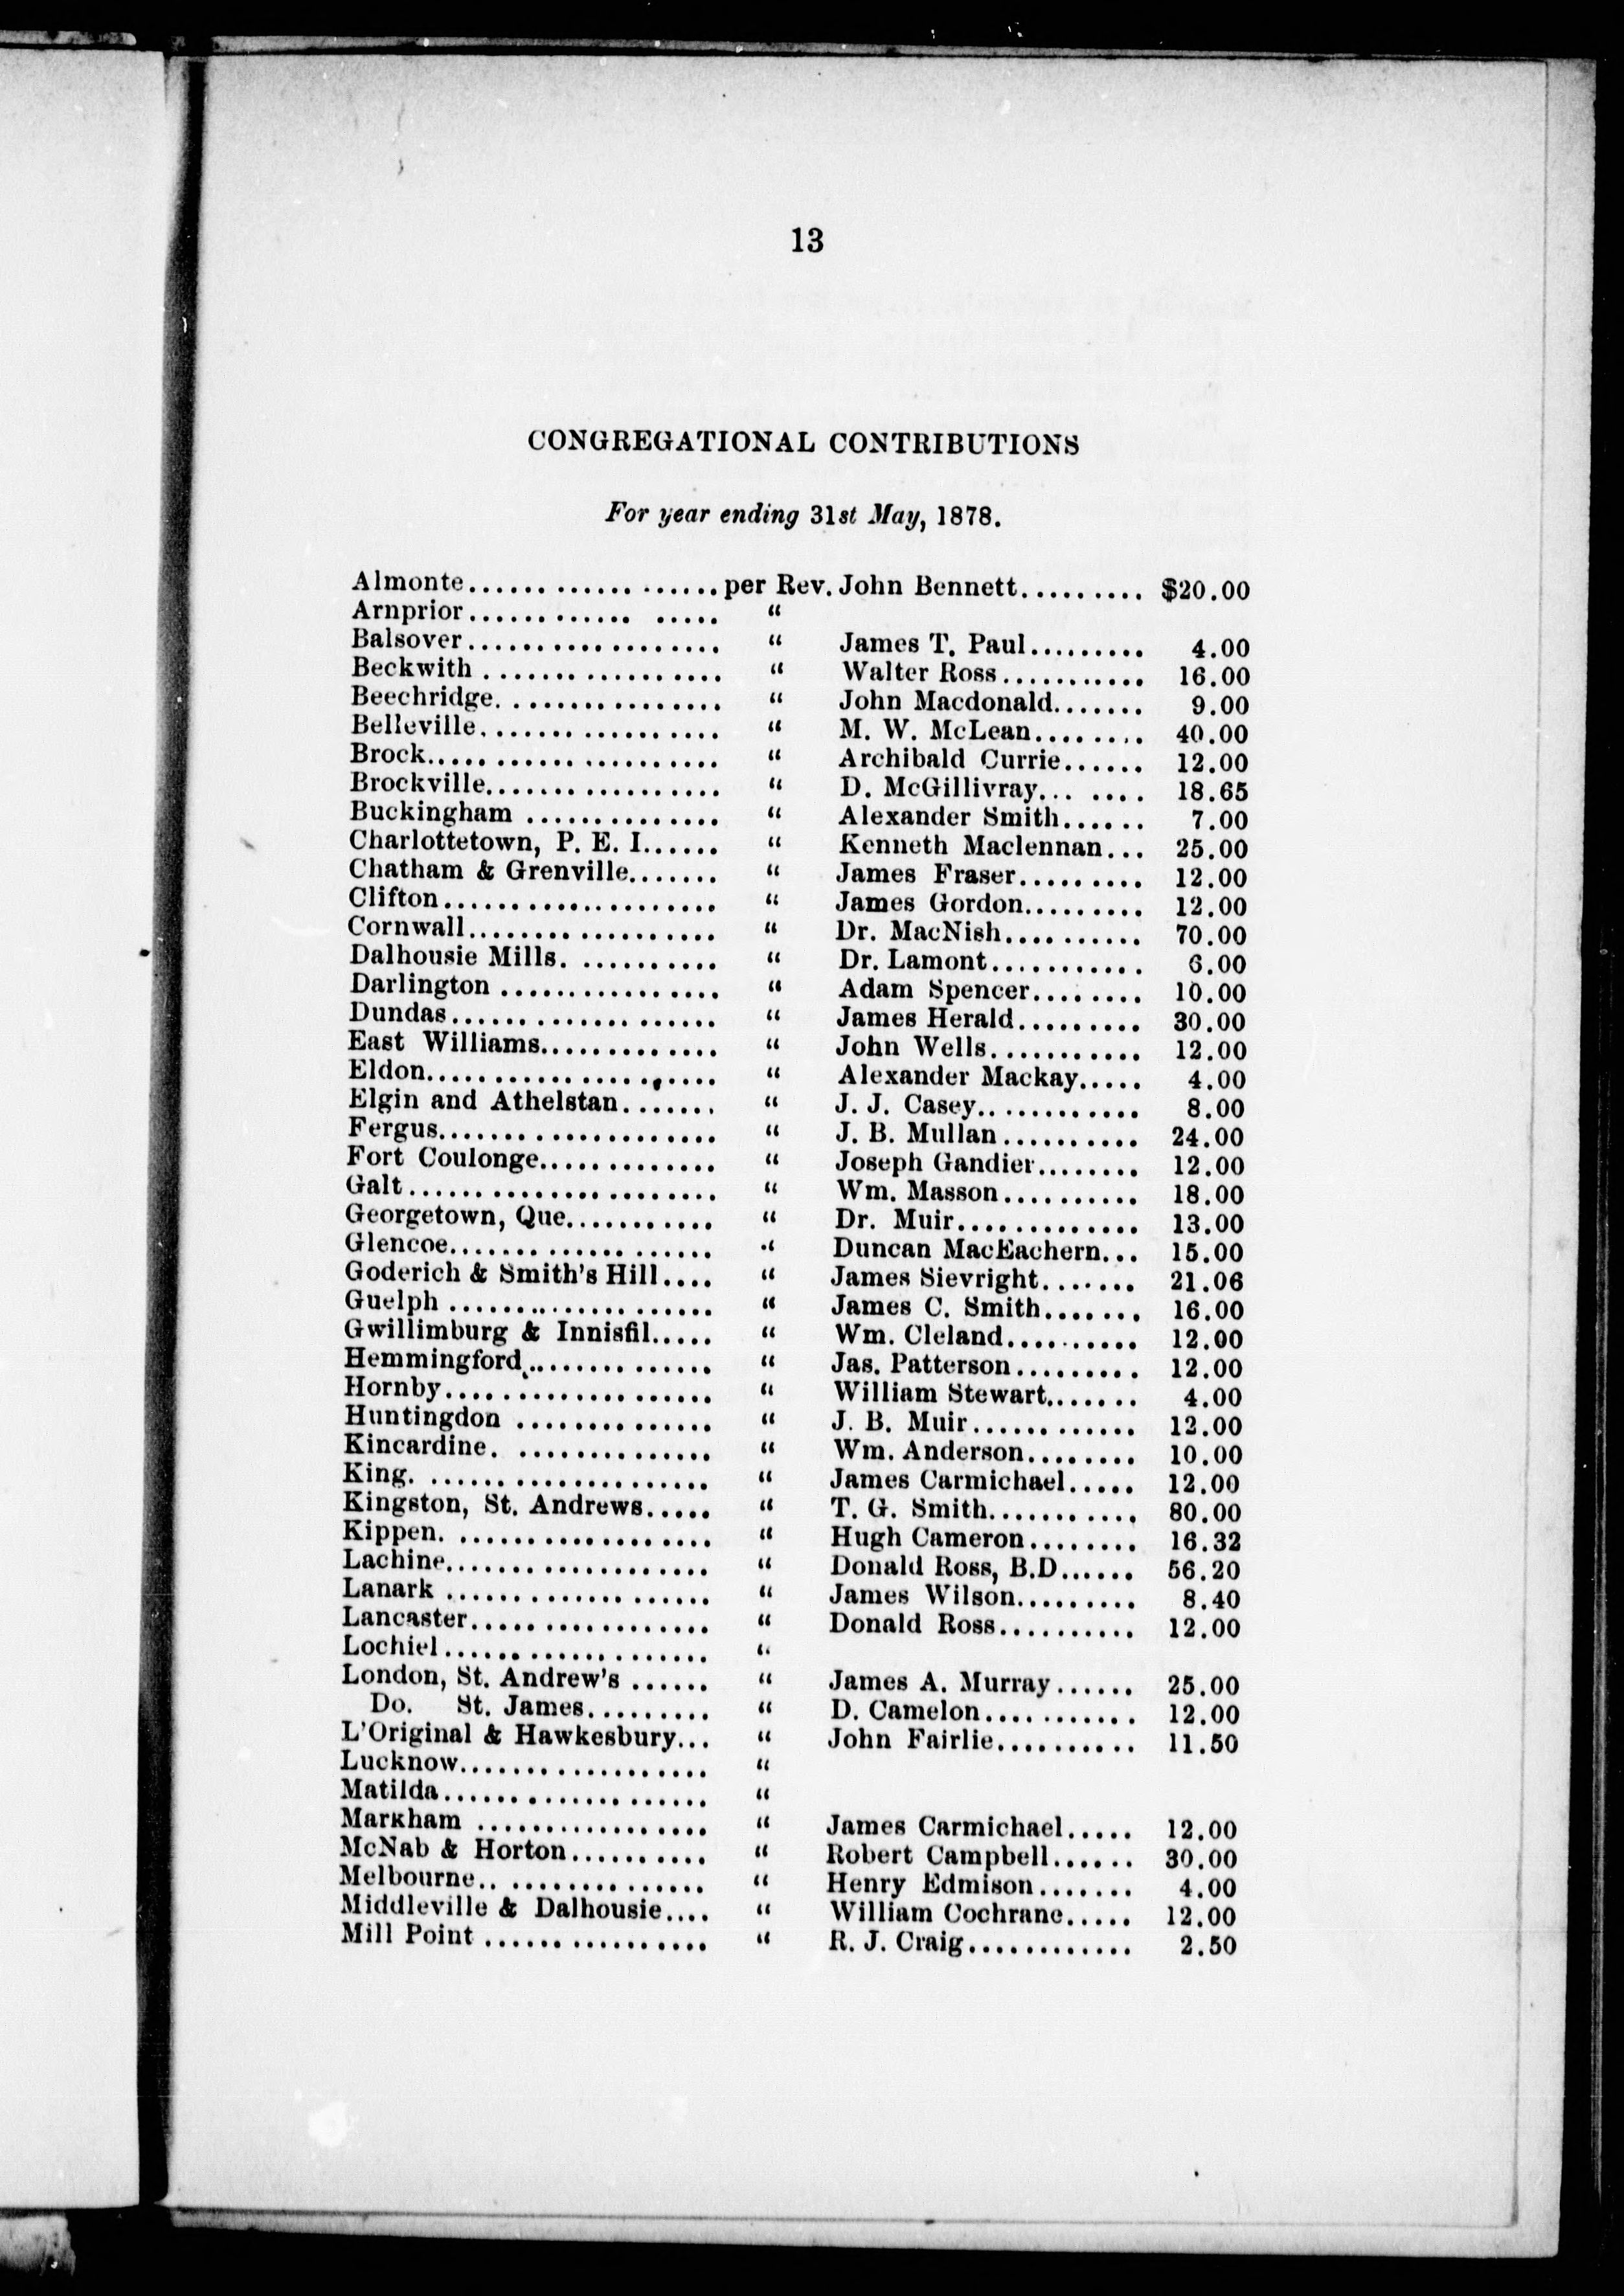 13
CONGREGATIONAL CONTRIBUTIONS
For year ending 31st May, 1878.
Almonte.................... per Rev. John Bennett.......... $20.00
Arnprior.................... "
Balsover.................... " James T. Paul......... 4.00
Beckwith .................. " Walter Ross........... 16.00
Beechridge.................. " John Macdonald....... 9.00
Belleville................... " M. W. McLean........ 40.00
Brock...................... " Archibald Currie...... 12.00
Brockville.................. " D. McGillivray... .... 18.65
Buckingham ............... " Alexander Smith...... 7.00
Charlottetown, P. E. I...... " Kenneth Maclennan... 25.00
Chatham & Grenville....... " James Fraser.......... 12.00
Clifton..................... " James Gordon......... 12.00
Cornwall................... " Dr. MacNish.......... 70.00
Dalhousie Mills............. " Dr. Lamont........... 6.00
Darlington ................. " Adam Spencer........ 10.00
Dundas.................... " James Herald......... 30.00
East Williams.............. " John Wells........... 12.00
Eldon...................... " Alexander Mackay..... 4.00
Elgin and Athelstan....... " J. J. Casey............ 8.00
Fergus..................... " J. B. Mullan.......... 24.00
Fort Coulonge............. " Joseph Gandier........ 12.00
Galt....................... " Wm. Masson.......... 18.00
Georgetown, Que........... " Dr. Muir.............. 13.00
Glencoe.................... " Duncan MacEachern... 15.00
Goderich & Smith's Hill.... " James Sievright....... 21.06
Guelph .................... " James C. Smith....... 16.00
Gwillimburg & Innisfil..... " Wm. Cleland.......... 12.00
Hemmingford.............. " Jas. Patterson.......... 12.00
Hornby.................... " William Stewart....... 4.00
Huntingdon ............... " J. B. Muir............ 12.00
Kincardine. ............... " Wm. Anderson........ 10.00
King. ..................... " James Carmichael..... 12.00
Kingston, St. Andrews..... " T. G. Smith........... 80.00
Kippen. ................... " Hugh Cameron........ 16.32
Lachine.................... " Donald Ross, B.D...... 56.20
Lanark .................... " James Wilson......... 8.40
Lancaster.................. " Donald Ross.......... 12.00
Lochiel.................... "
London, St. Andrew's ...... " James A. Murray...... 25.00
Do. St. James......... " D. Camelon............ 12.00
L'Original & Hawkesbury... " John Fairlie.......... 11.50
Lucknow................... "
Matilda.................... "
Markham .................. " James Carmichael..... 12.00
McNab & Horton.......... " Robert Campbell...... 30.00
Melbourne.. ............... " Henry Edmison....... 4.00
Middleville & Dalhousie.... " William Cochrane..... 12.00
Mill Point ................. " R. J. Craig............ 2.50